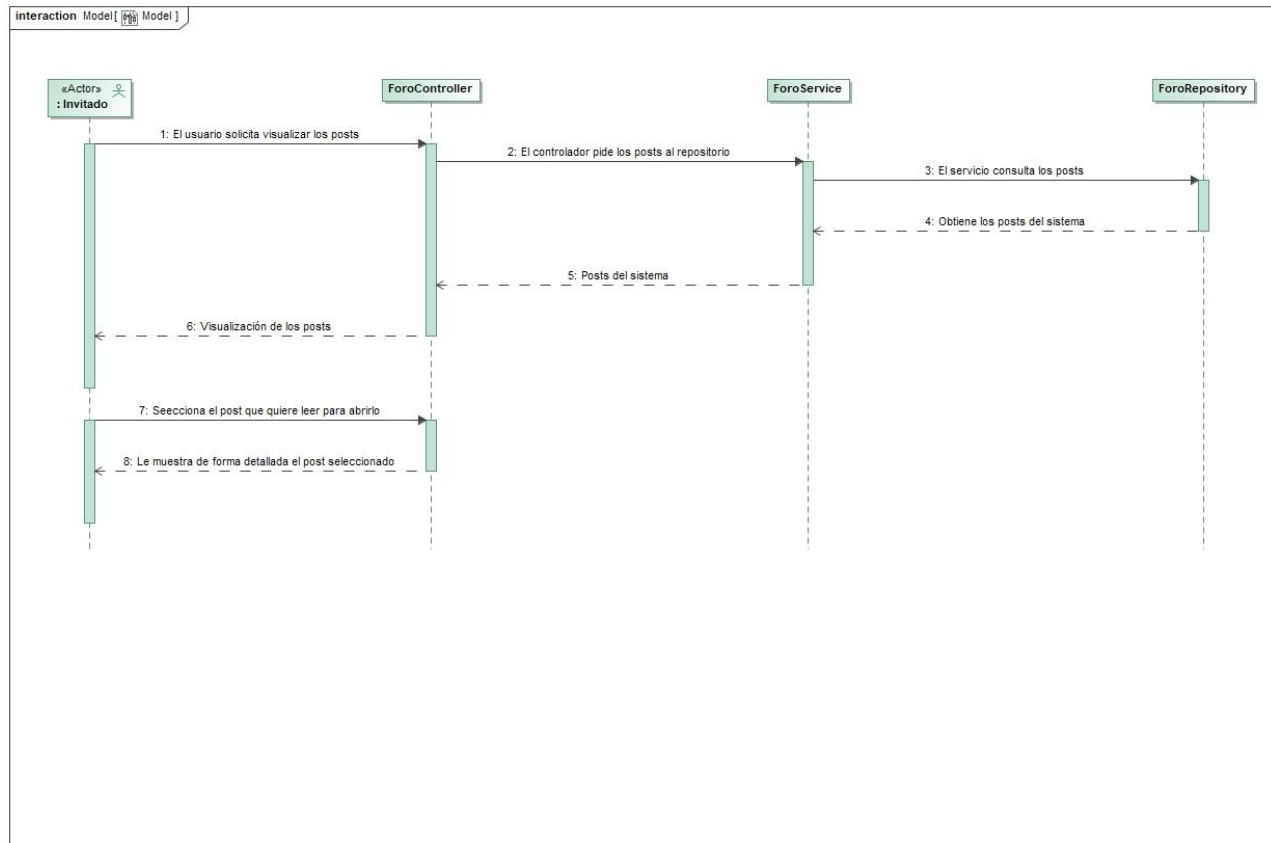 interaction Model[ Model ]
«Actor»
: Invitado
ForoController
ForoService
ForoRepository
1: El usuario solicita visualizar los posts
2: El controlador pide los posts al repositorio
3: El servicio consulta los posts
4: Obtiene los posts del sistema
5: Posts del sistema
6: Visualización de los posts
7: Seecciona el post que quiere leer para abrirlo
8: Le muestra de forma detallada el post seleccionado